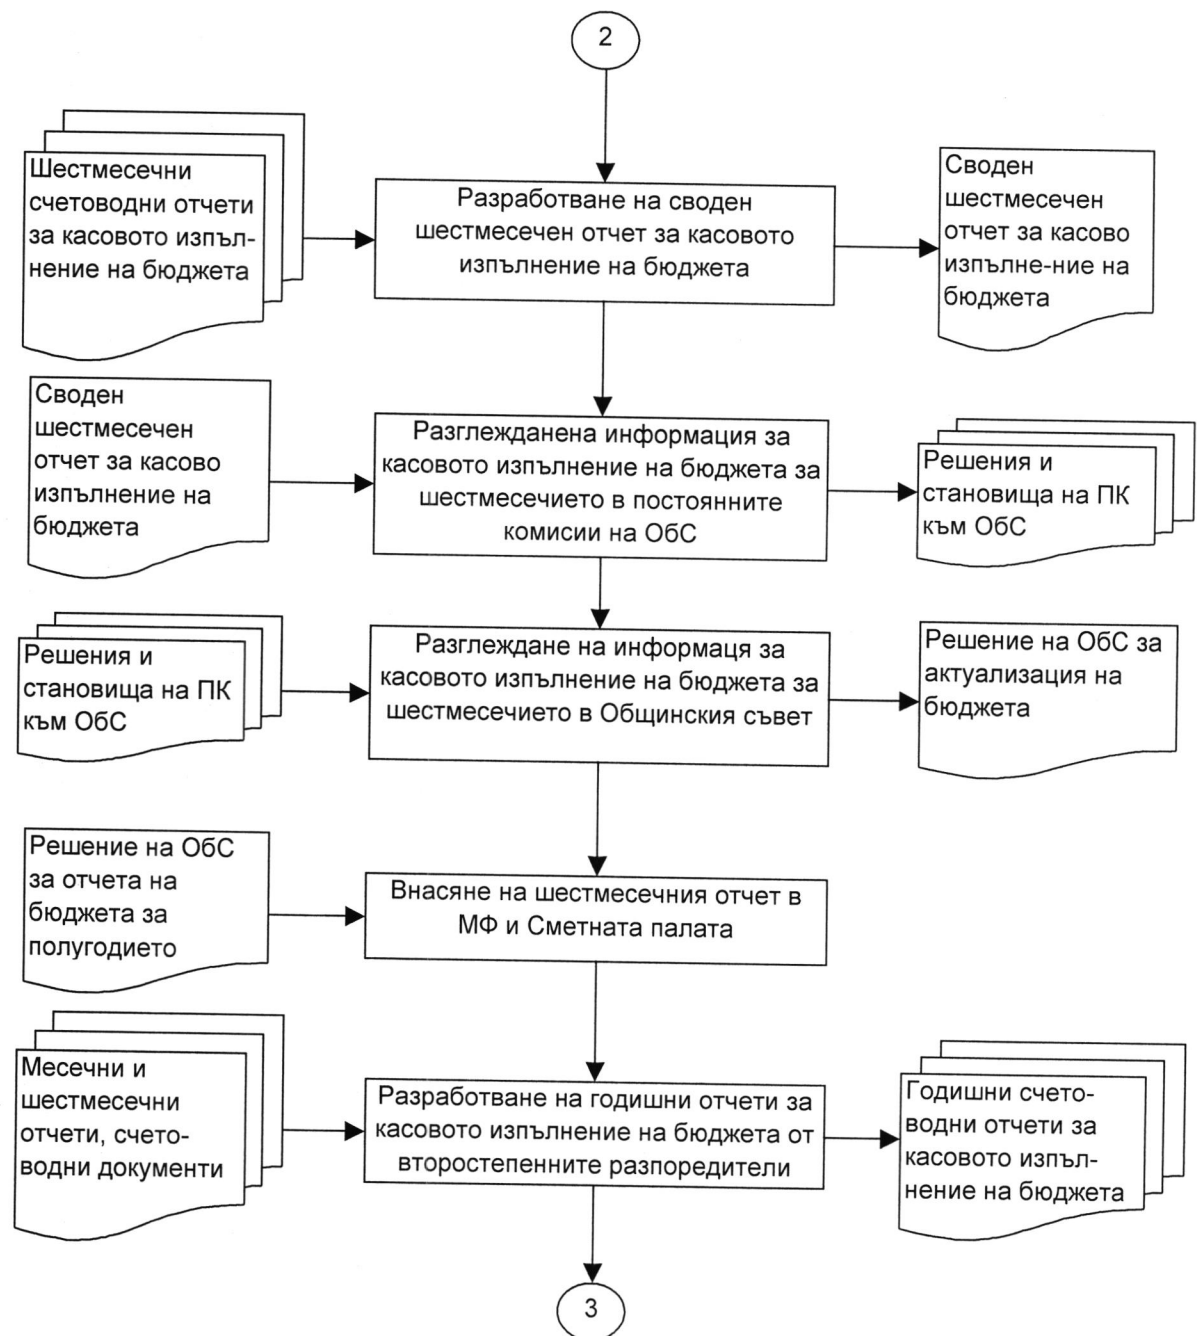 2
Шестмесечни
счетоводни отчети
за касовото изпъл-
нение на бюджета
Разработване на своден
шестмесечен отчет за касовото
изпълнение на бюджета
Своден
шестмесечен
отчет за касово
изпълне-ние на
бюджета
Своден
шестмесечен
отчет за касово
изпълнение на
бюджета
Разглежданена информация за
касовото изпълнение на бюджета за
шестмесечието в постоянните
комисии на ОбС
Решения и
становища на ПК
към ОбС
Решения и
становища на ПК
към ОбС
Разглеждане на информаця за
касовото изпълнение на бюджета за
шестмесечието в Общинския съвет
Решение на ОбС за
актуализация на
бюджета
Решение на ОбС
за отчета на
бюджета за
полугодието
Внасяне на шестмесечния отчет в
МФ и Сметната палата
Месечни и
шестмесечни
отчети, счето-
водни документи
Разработване на годишни отчети за
касовото изпълнение на бюджета от
второстепенните разпоредители
Годишни счето-
водни отчети за
касовото изпъл-
нение на бюджета
3